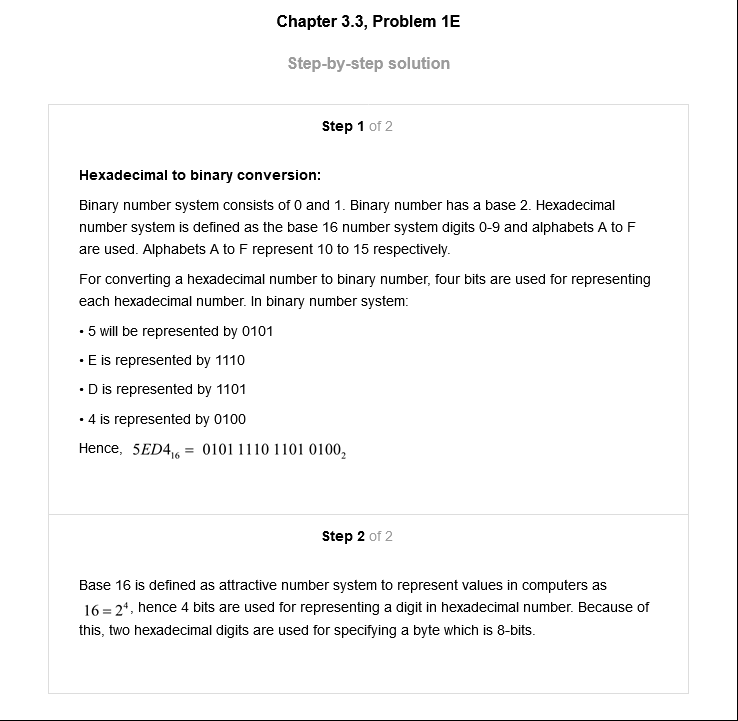 Chapter 3.3, Problem 1E
Step-by-step solution
Step 1 of 2
Hexadecimal to binary conversion:
Binary number system consists of 0 and 1. Binary number has a base 2. Hexadecimal
number system is defined as the base 16 number system digits 0-9 and alphabets A to F
are used. Alphabets A to F represent 10 to 15 respectively.
For converting a hexadecimal number to binary number, four bits are used for representing
each hexadecimal number. In binary number system:
• 5 will be represented by 0101
• E is represented by 1110
• D is represented by 1101
• 4 is represented by 0100
Hence, 5ED4₁₆ = 0101 1110 1101 0100₂
Step 2 of 2
Base 16 is defined as attractive number system to represent values in computers as
16 = 2⁴, hence 4 bits are used for representing a digit in hexadecimal number. Because of
this, two hexadecimal digits are used for specifying a byte which is 8-bits.